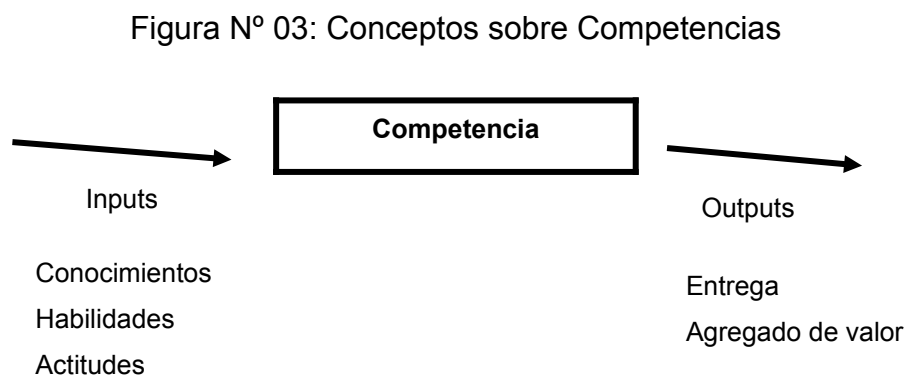 Figura Nº 03: Conceptos sobre Competencias
Competencia
Inputs
Outputs
Conocimientos
Habilidades
Actitudes
Entrega
Agregado de valor